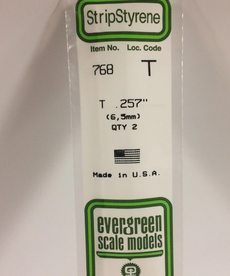 StripStyrene
Item No. Loc. Code
768 T
T .257"
(6,5mm)
QTY 2
Made in U.S.A.
evergreen
scale models